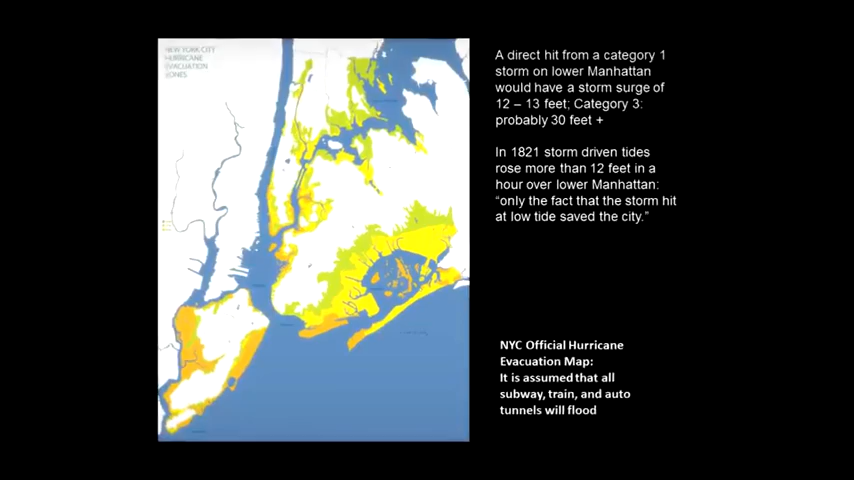 NEW YORK CITY
HURRICANE
EVACUATION
ZONES
A direct hit from a category 1
storm on lower Manhattan
would have a storm surge of
12 – 13 feet; Category 3:
probably 30 feet +
In 1821 storm driven tides
rose more than 12 feet in a
hour over lower Manhattan:
“only the fact that the storm hit
at low tide saved the city.”
NYC Official Hurricane
Evacuation Map:
It is assumed that all
subway, train, and auto
tunnels will flood